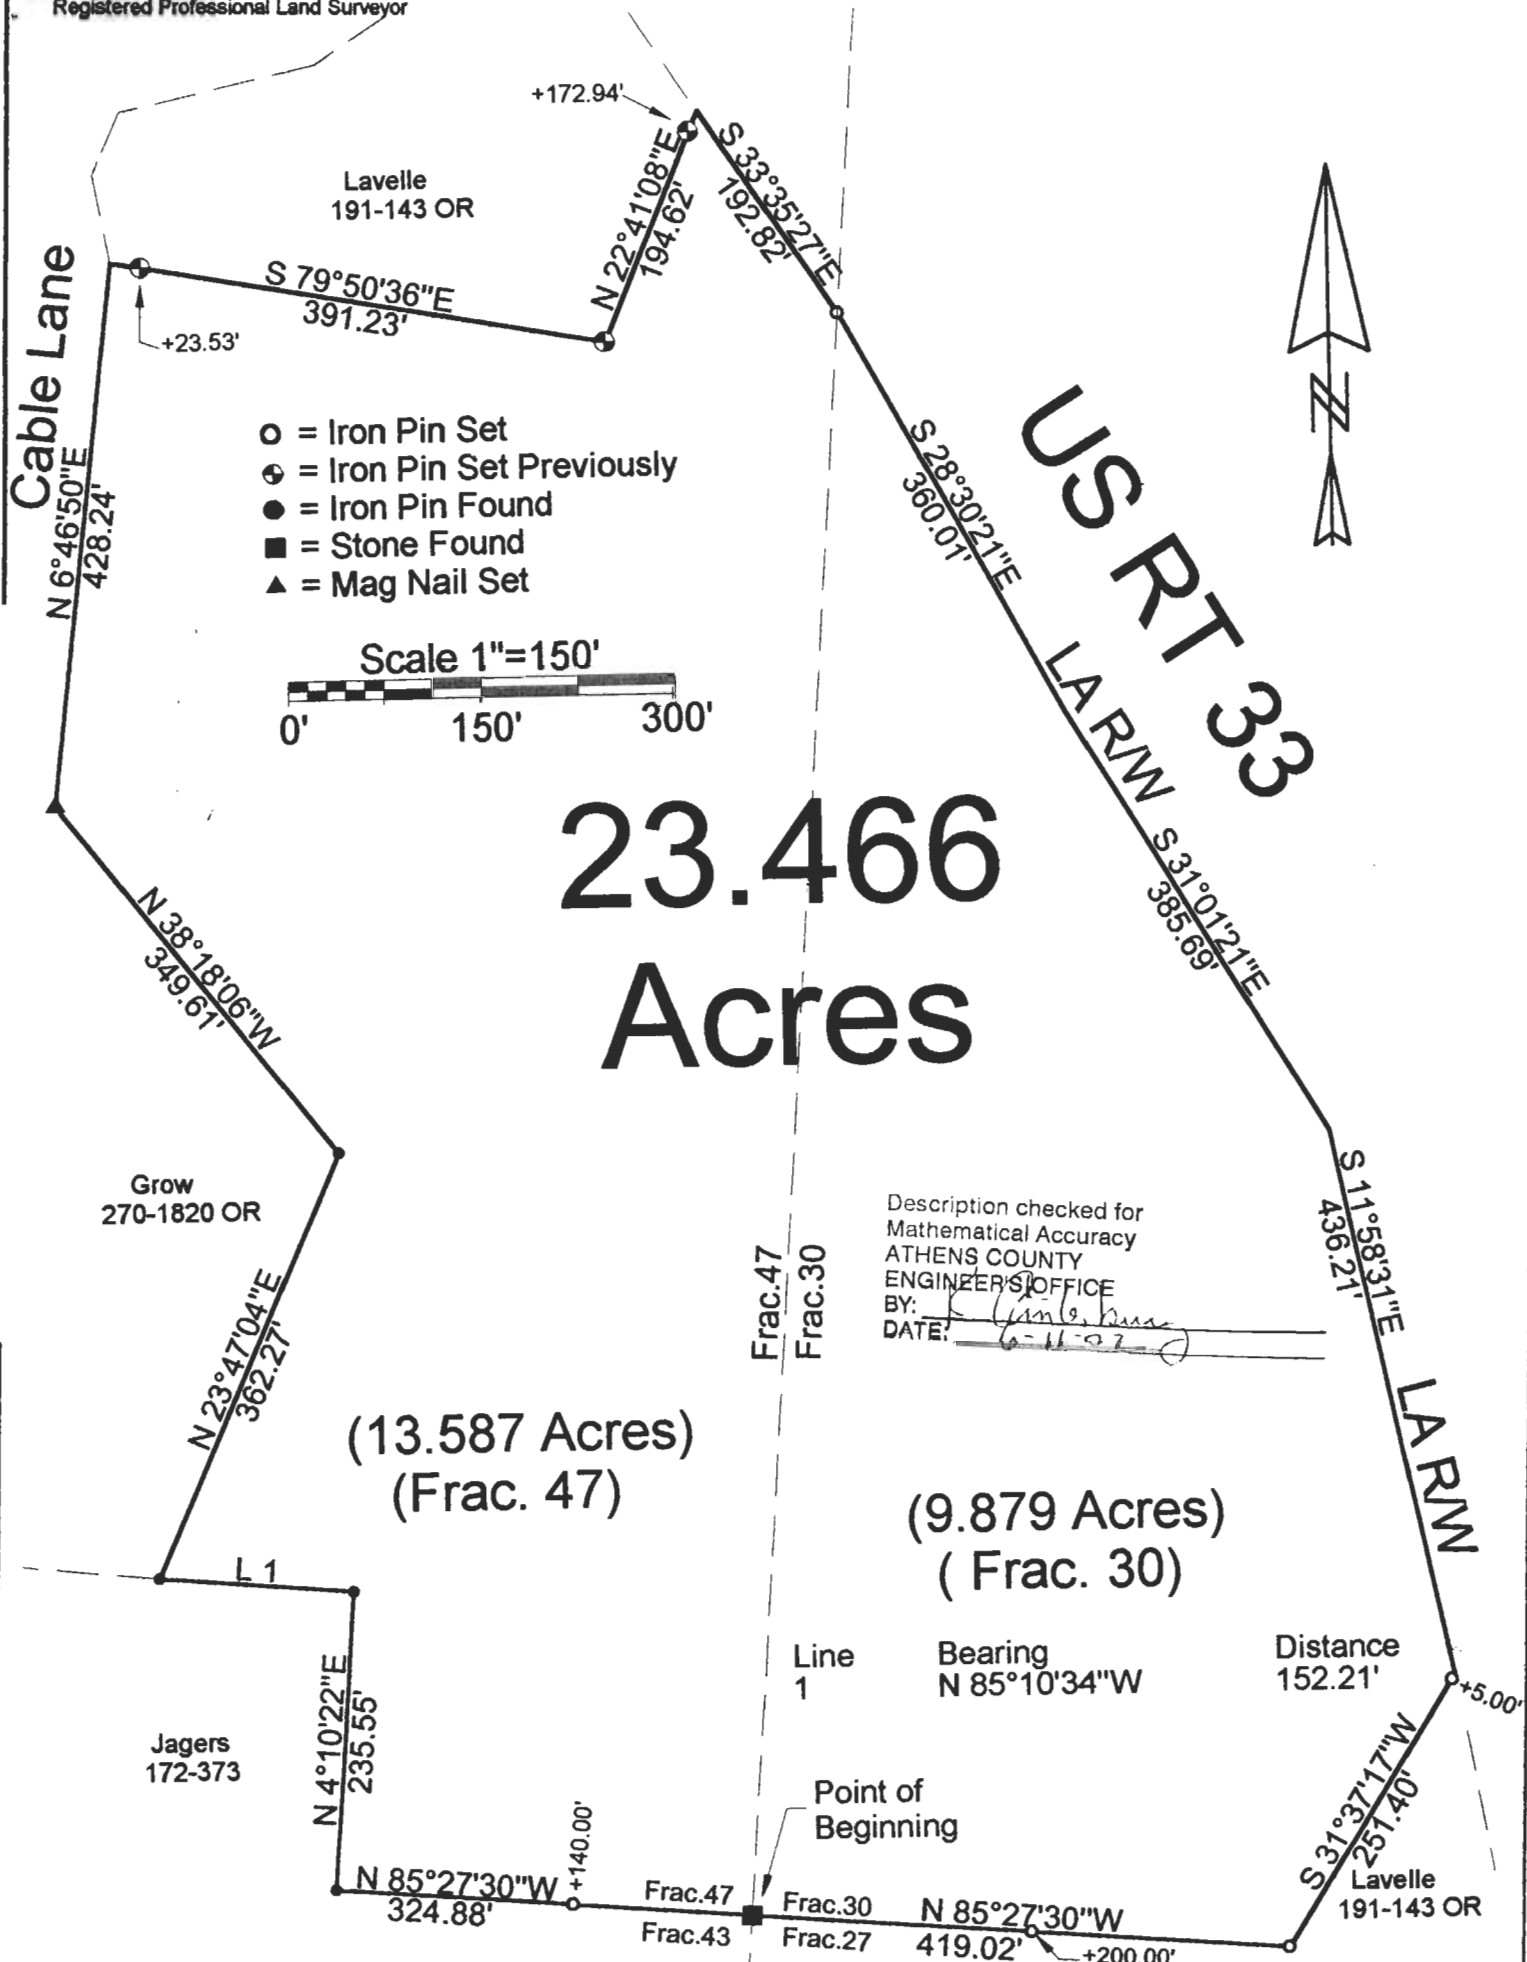 Registered Professional Land Surveyor
+172.94'
Lavelle
191-143 OR
N 22°41'08"E
194.62'
S 33°35'27"E
192.82'
Cable Lane
S 79°50'36"E
391.23'
+23.53'
N 6°46'50"E
428.24'
= Iron Pin Set
= Iron Pin Set Previously
= Iron Pin Found
= Stone Found
= Mag Nail Set
Scale 1"=150'
0' 150' 300'
N
US RT 33
S 28°30'21"E
360.01'
LA R/W
S 31°01'21"E
385.69'
23.466
Acres
N 38°18'06"W
349.61'
Grow
270-1820 OR
N 23°47'04"E
362.27'
Frac.47
Frac.30
Description checked for
Mathematical Accuracy
ATHENS COUNTY
ENGINEER'S OFFICE
BY:
DATE: 6-11-02
S 11°58'31"E
436.21'
LA R/W
(13.587 Acres)
(Frac. 47)
(9.879 Acres)
( Frac. 30)
L 1
Line Bearing Distance
1 N 85°10'34"W 152.21'
+5.00'
N 4°10'22"E
235.55'
Jagers
172-373
S 31°37'17"W
251.40'
Point of
Beginning
Lavelle
191-143 OR
+140.00'
N 85°27'30"W
324.88'
Frac.47
Frac.43
Frac.30
Frac.27
N 85°27'30"W
419.02'
+200.00'